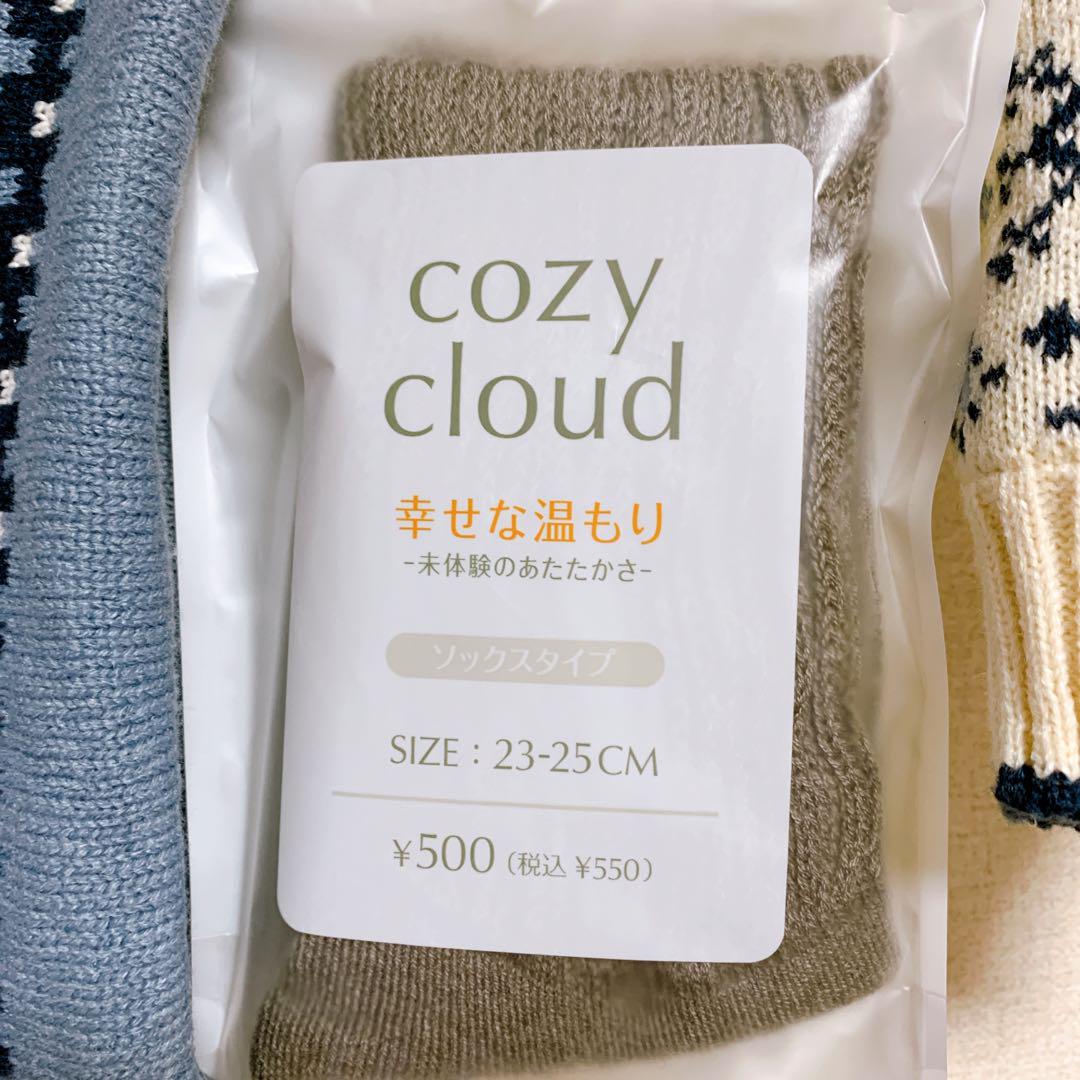 cozy
cloud
幸せな温もり
-未体験のあたたかさ-
ソックスタイプ
SIZE : 23-25CM
¥500 (税込 ¥550)